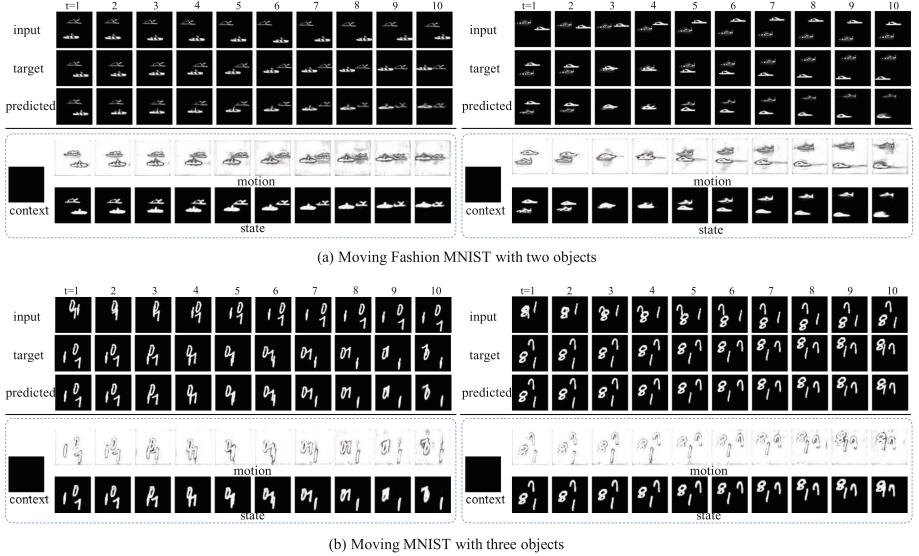 t=1 2 3 4 5 6 7 8 9 10
input
target
predicted
motion
context
state
t=1 2 3 4 5 6 7 8 9 10
input
target
predicted
motion
context
state
(a) Moving Fashion MNIST with two objects
t=1 2 3 4 5 6 7 8 9 10
input
target
predicted
motion
context
state
t=1 2 3 4 5 6 7 8 9 10
input
target
predicted
motion
context
state
(b) Moving MNIST with three objects